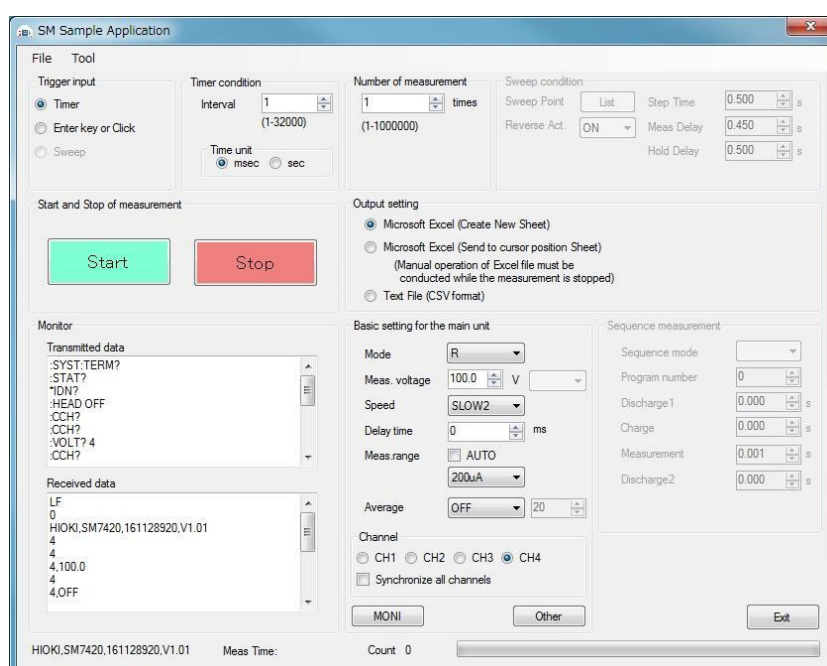 SM Sample Application
File Tool
Trigger input
Timer
Enter key or Click
Sweep
Timer condition
Interval 1
(1-32000)
Time unit
msec sec
Number of measurement
1 times
(1-1000000)
Sweep condition
Sweep Point List Step Time 0.500 s
Reverse Act. ON Meas Delay 0.450 s
Hold Delay 0.500 s
Start and Stop of measurement
Start Stop
Output setting
Microsoft Excel (Create New Sheet)
Microsoft Excel (Send to cursor position Sheet)
(Manual operation of Excel file must be
conducted while the measurement is stopped)
Text File (CSV format)
Monitor
Transmitted data
:SYST:TERM?
:STAT?
*IDN?
:HEAD OFF
:CCH?
:CCH?
:VOLT? 4
:CCH?
Received data
LF
0
HIOKI,SM7420,161128920,V1.01
4
4
4,100.0
4
4,OFF
Basic setting for the main unit
Mode R
Meas. voltage 100.0 V
Speed SLOW2
Delay time 0 ms
Meas.range AUTO
200uA
Average OFF 20
Channel
CH1 CH2 CH3 CH4
Synchronize all channels
MONI Other
Sequence measurement
Sequence mode
Program number 0
Discharge1 0.000 s
Charge 0.000 s
Measurement 0.001 s
Discharge2 0.000 s
Exit
HIOKI,SM7420,161128920,V1.01 Meas Time: Count 0